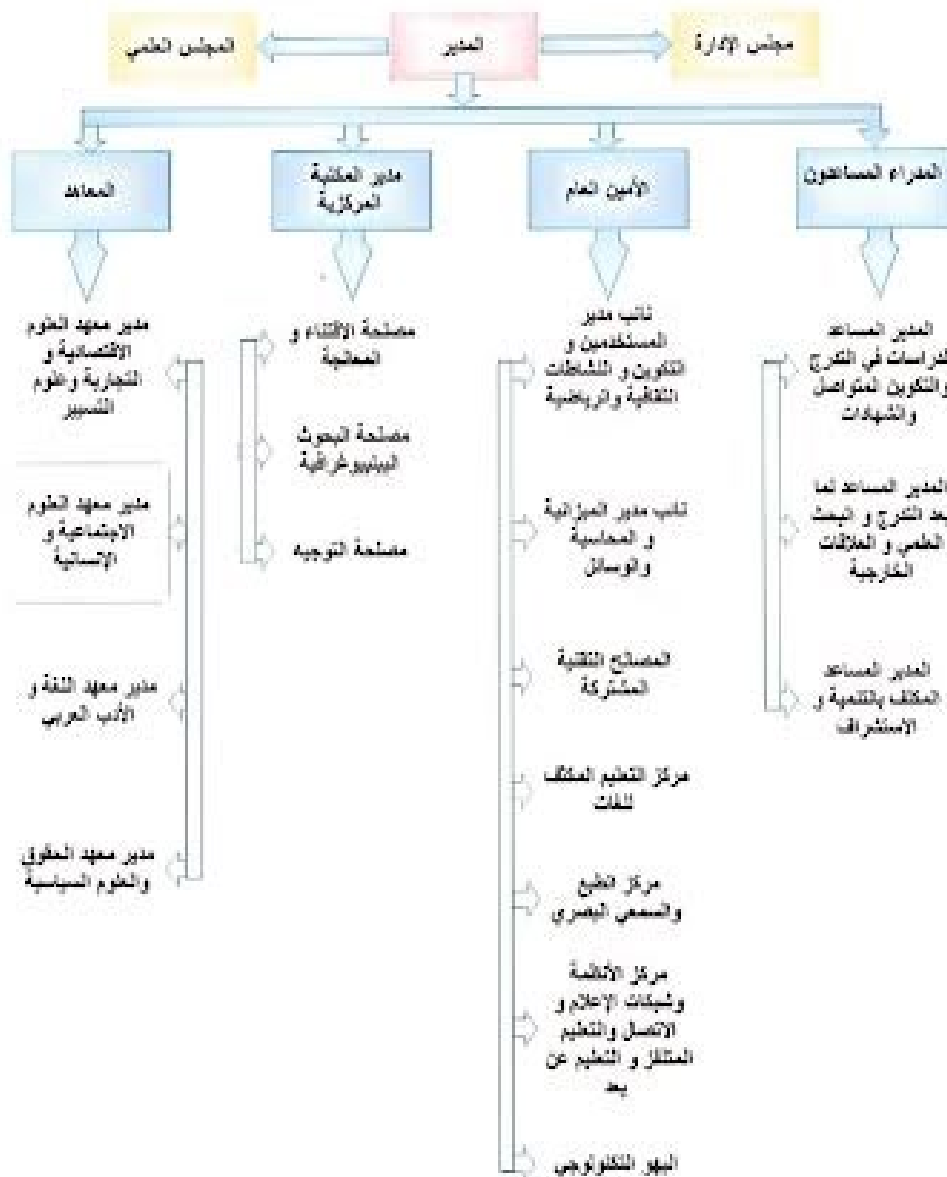 مجلس الإدارة
المدير
المجلس العلمي
المدراء المساعدون
الأمين العام
مدير المكتبة
المركزية
المعاهد
المدير المساعد
للدراسات في التدرج
والتكوين المتواصل
والشهادات
المدير المساعد لما
بعد التدرج و البحث
العلمي و العلاقات
الخارجية
المدير المساعد
المكلف بالتنمية و
الاستشراف
نائب مدير
المستخدمين و
التكوين و النشاطات
الثقافية والرياضية
نائب مدير الميزانية
و المحاسبة
والوسائل
المصالح التقنية
المشتركة
مركز التعليم المكثف
للغات
مركز الطبع
والسمعي البصري
مركز الأنظمة
وشبكات الإعلام و
الاتصال والتعليم
المتلفز و التعليم عن
بعد
البهو التكنولوجي
مصلحة الاقتناء و
المعالجة
مصلحة البحوث
الببليوغرافية
مصلحة التوجيه
مدير معهد العلوم
الاقتصادية و
التجارية وعلوم
التسيير
مدير معهد العلوم
الاجتماعية و
الإنسانية
مدير معهد اللغة و
الأدب العربي
مدير معهد الحقوق
والعلوم السياسية